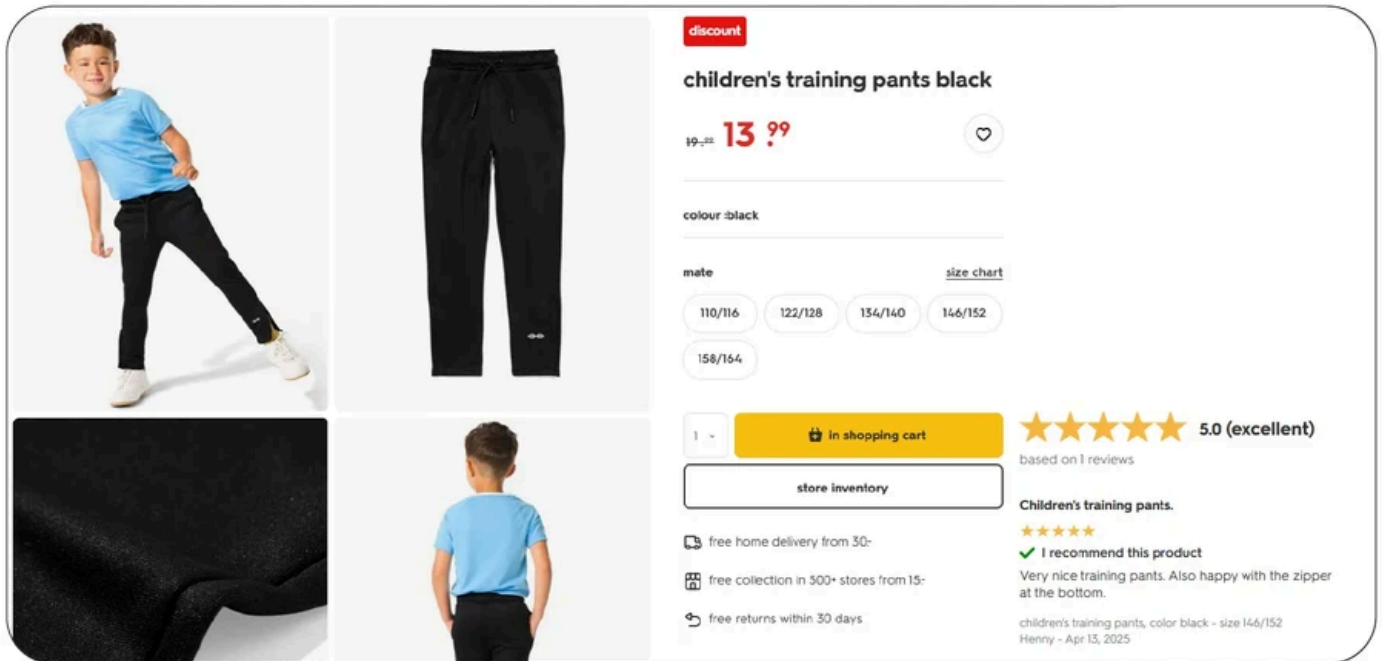 discount
children's training pants black
19.99 13.99
colour :black
mate size chart
110/116 122/128 134/140 146/152
158/164
1 in shopping cart
store inventory
free home delivery from 30-
free collection in 500+ stores from 15-
free returns within 30 days
5.0 (excellent)
based on 1 reviews
Children's training pants.
I recommend this product
Very nice training pants. Also happy with the zipper
at the bottom.
children's training pants, color black - size 146/152
Henny - Apr 13, 2025